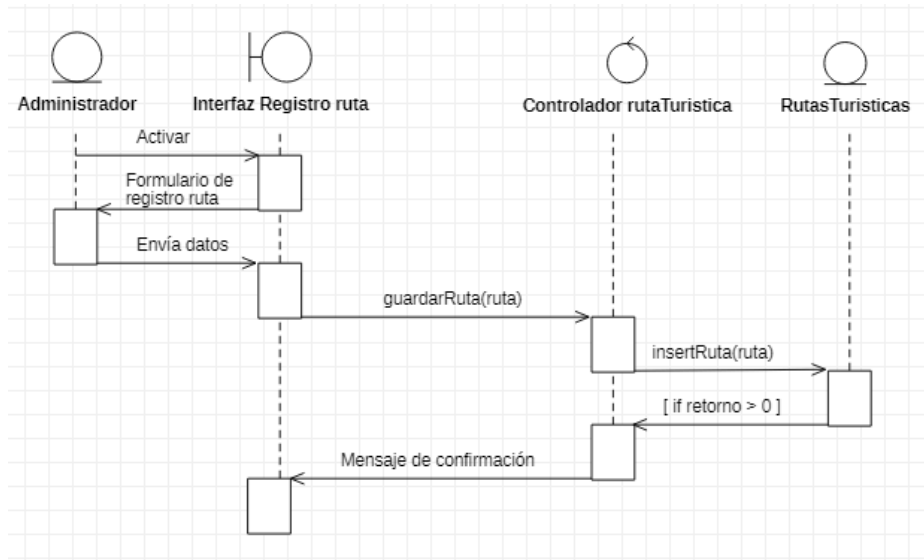 Administrador
Interfaz Registro ruta
Controlador rutaTuristica
RutasTuristicas
Activar
Formulario de
registro ruta
Envía datos
guardarRuta(ruta)
insertRuta(ruta)
[ if retorno > 0 ]
Mensaje de confirmación